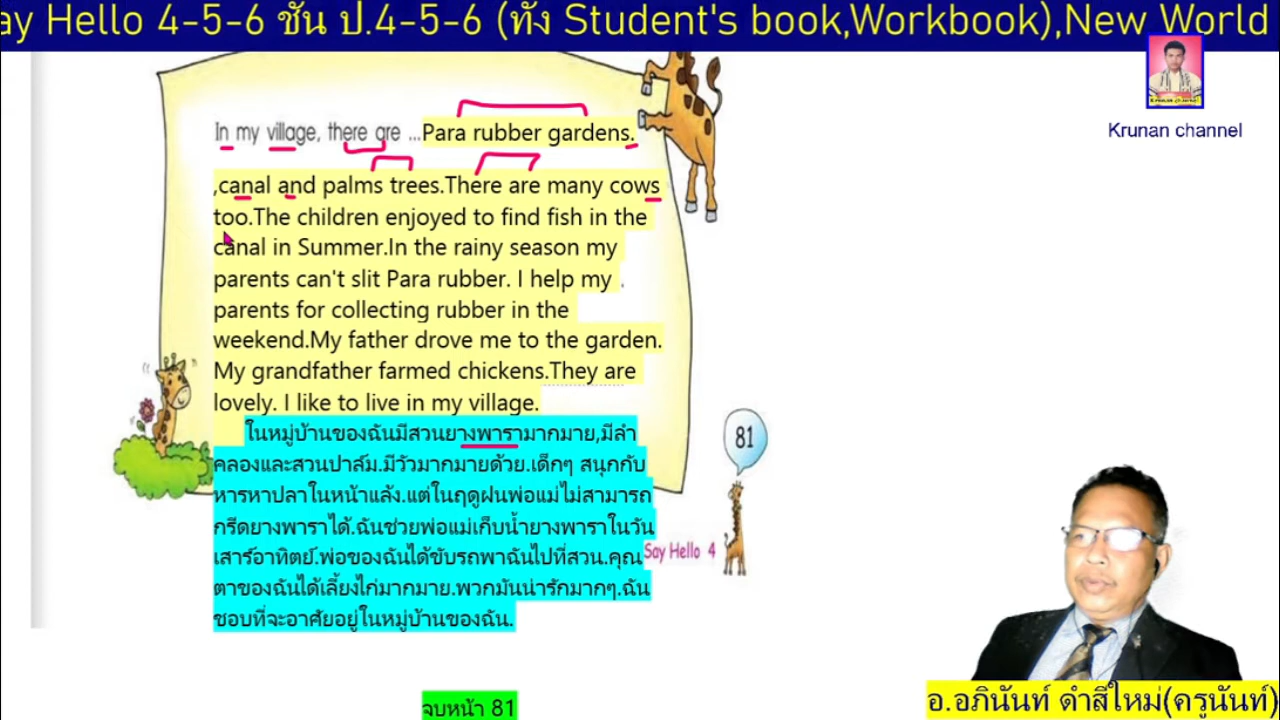 ay Hello 4-5-6 ชั้น ป.4-5-6 (ทั้ง Student's book,Workbook),New World
Krunan channel
In my village, there are ...Para rubber gardens.
,canal and palms trees.There are many cows
too.The children enjoyed to find fish in the
canal in Summer.In the rainy season my
parents can't slit Para rubber. I help my .
parents for collecting rubber in the
weekend.My father drove me to the garden.
My grandfather farmed chickens.They are
lovely. I like to live in my village.
ในหมู่บ้านของฉันมีสวนยางพารามากมาย,มีลำ
คลองและสวนปาล์ม.มีวัวมากมายด้วย.เด็กๆ สนุกกับ
หารหาปลาในหน้าแล้ง.แต่ในฤดูฝนพ่อแม่ไม่สามารถ
กรีดยางพาราได้.ฉันช่วยพ่อแม่เก็บน้ำยางพาราในวัน
เสาร์อาทิตย์.พ่อของฉันได้ขับรถพาฉันไปที่สวน.คุณ
ตาของฉันได้เลี้ยงไก่มากมาย.พวกมันน่ารักมากๆ.ฉัน
ชอบที่จะอาศัยอยู่ในหมู่บ้านของฉัน.
81
Say Hello 4
อ.อภินันท์ ดำสีใหม่(ครูนันท์)
จบหน้า 81